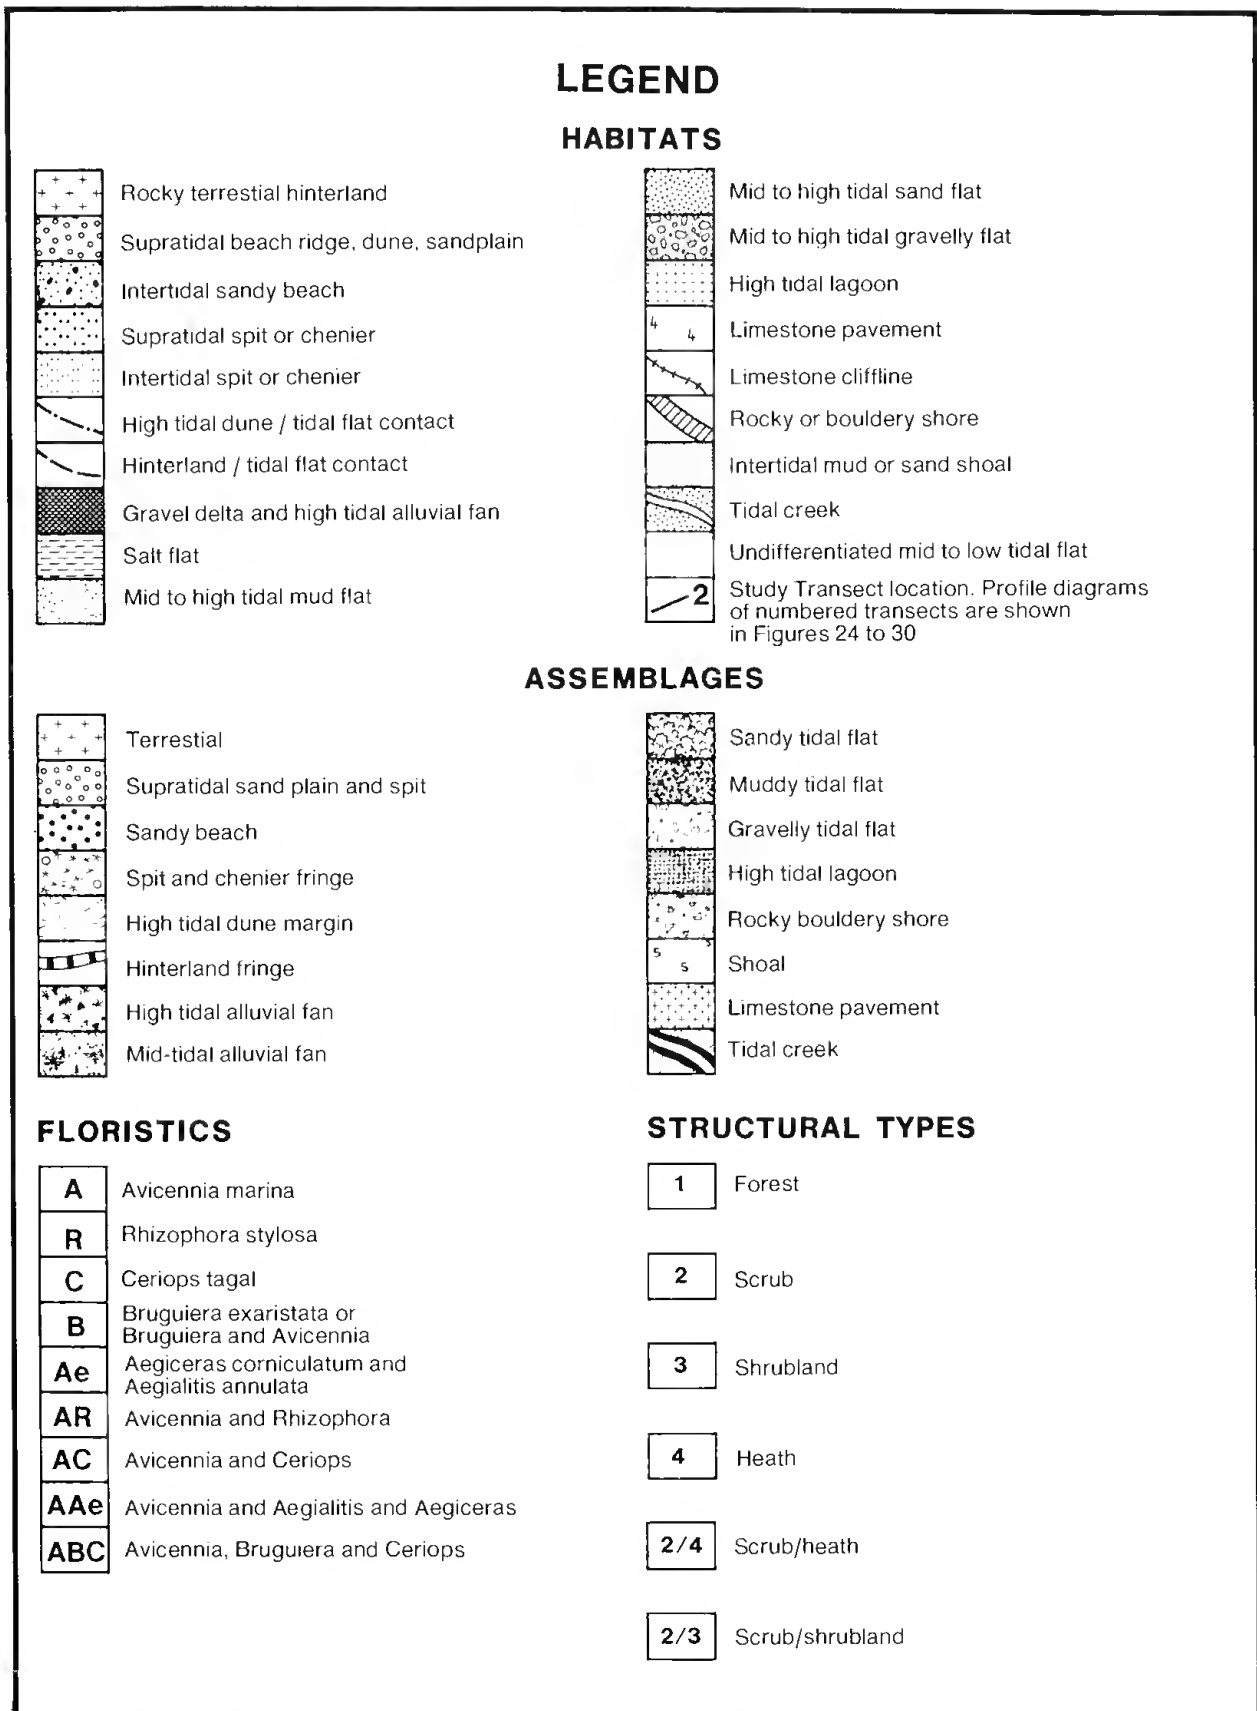 LEGEND
HABITATS
Rocky terrestial hinterland
Supratidal beach ridge, dune, sandplain
Intertidal sandy beach
Supratidal spit or chenier
Intertidal spit or chenier
High tidal dune / tidal flat contact
Hinterland / tidal flat contact
Gravel delta and high tidal alluvial fan
Salt flat
Mid to high tidal mud flat
Mid to high tidal sand flat
Mid to high tidal gravelly flat
High tidal lagoon
4 4 Limestone pavement
Limestone cliffline
Rocky or bouldery shore
Intertidal mud or sand shoal
Tidal creek
Undifferentiated mid to low tidal flat
2 Study Transect location. Profile diagrams
of numbered transects are shown
in Figures 24 to 30
ASSEMBLAGES
Terrestial
Supratidal sand plain and spit
Sandy beach
Spit and chenier fringe
High tidal dune margin
Hinterland fringe
High tidal alluvial fan
Mid-tidal alluvial fan
Sandy tidal flat
Muddy tidal flat
Gravelly tidal flat
High tidal lagoon
Rocky bouldery shore
s s s Shoal
Limestone pavement
Tidal creek
FLORISTICS
A Avicennia marina
R Rhizophora stylosa
C Ceriops tagal
B Bruguiera exaristata or
Bruguiera and Avicennia
Ae Aegiceras corniculatum and
Aegialitis annulata
AR Avicennia and Rhizophora
AC Avicennia and Ceriops
AAe Avicennia and Aegialitis and Aegiceras
ABC Avicennia, Bruguiera and Ceriops
STRUCTURAL TYPES
1 Forest
2 Scrub
3 Shrubland
4 Heath
2/4 Scrub/heath
2/3 Scrub/shrubland